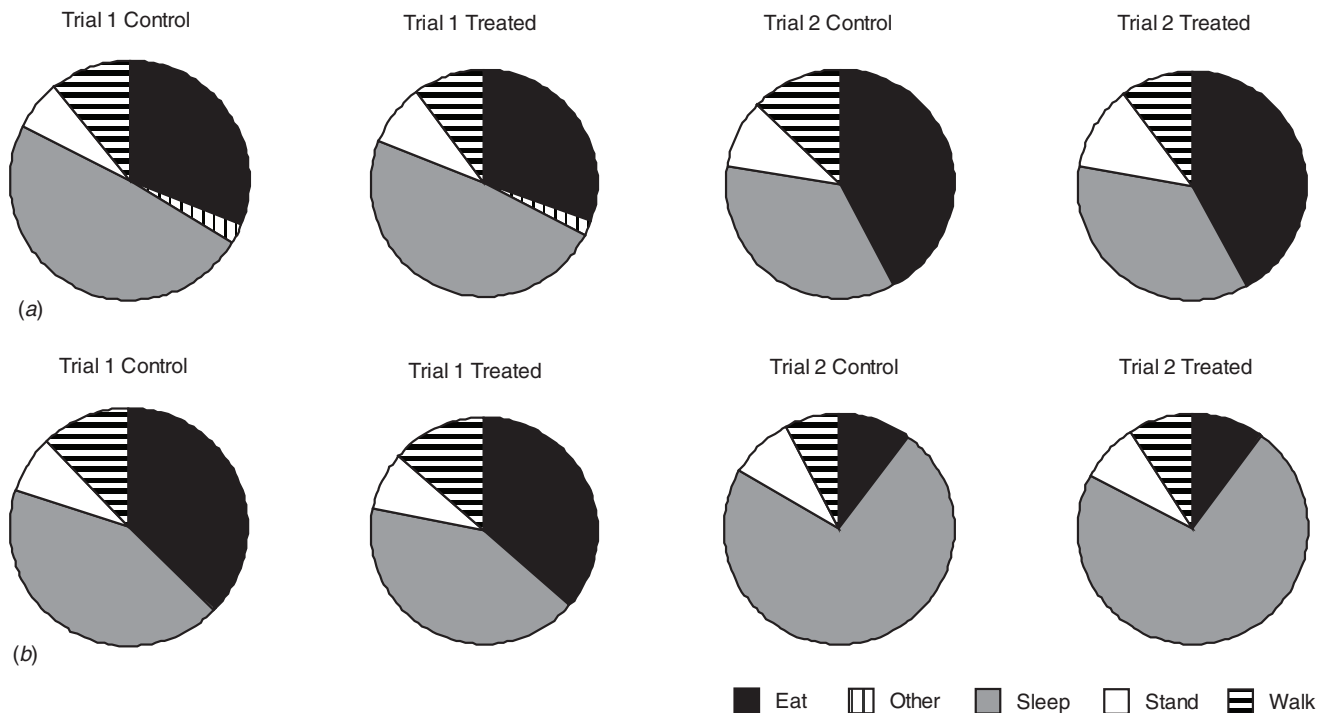 Trial 1 Control
Trial 1 Treated
Trial 2 Control
Trial 2 Treated
(a)
Trial 1 Control
Trial 1 Treated
Trial 2 Control
Trial 2 Treated
(b)
Eat
Other
Sleep
Stand
Walk